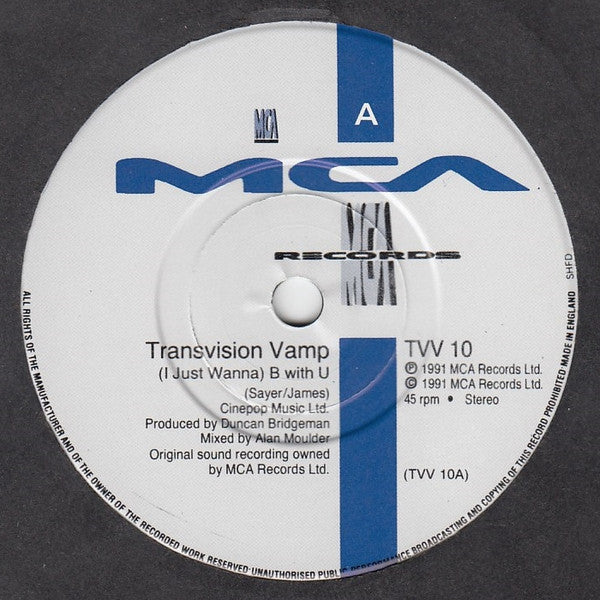 A
MCA
MCA
MCA
RECORDS
SHFD
Transvision Vamp
(I Just Wanna) B with U
(Sayer/James)
Cinepop Music Ltd.
Produced by Duncan Bridgeman
Mixed by Alan Moulder
Original sound recording owned
by MCA Records Ltd.
TVV 10
℗ 1991 MCA Records Ltd.
© 1991 MCA Records Ltd.
45 rpm • Stereo
(TVV 10A)
ALL RIGHTS OF THE MANUFACTURER AND OF THE OWNER OF THE RECORDED WORK RESERVED·UNAUTHORISED PUBLIC PERFORMANCE BROADCASTING AND COPYING OF THIS RECORD PROHIBITED MADE IN ENGLAND